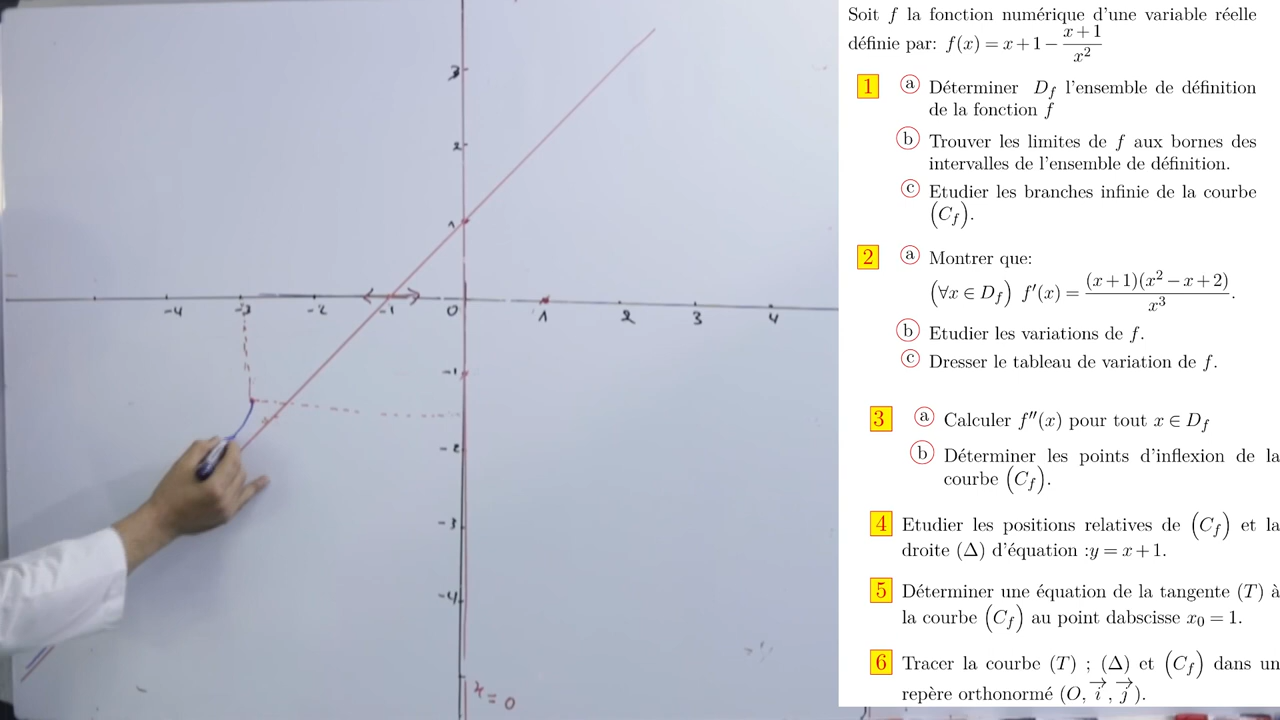 3
2
1
-4 -3 -2 -1 0 1 2 3 4
-1
-2
-3
-4
x=0
Soit f la fonction numérique d'une variable réelle
définie par: f(x) = x+1 − (x+1)/x²
1 a Déterminer D_f l'ensemble de définition
de la fonction f
b Trouver les limites de f aux bornes des
intervalles de l'ensemble de définition.
c Etudier les branches infinie de la courbe
(C_f).
2 a Montrer que:
(∀x ∈ D_f) f′(x) = (x+1)(x²−x+2)/x³.
b Etudier les variations de f.
c Dresser le tableau de variation de f.
3 a Calculer f″(x) pour tout x ∈ D_f
b Déterminer les points d'inflexion de la
courbe (C_f).
4 Etudier les positions relatives de (C_f) et la
droite (Δ) d'équation :y = x+1.
5 Déterminer une équation de la tangente (T) à
la courbe (C_f) au point dabscisse x₀ = 1.
6 Tracer la courbe (T) ; (Δ) et (C_f) dans un
repère orthonormé (O, i⃗, j⃗).